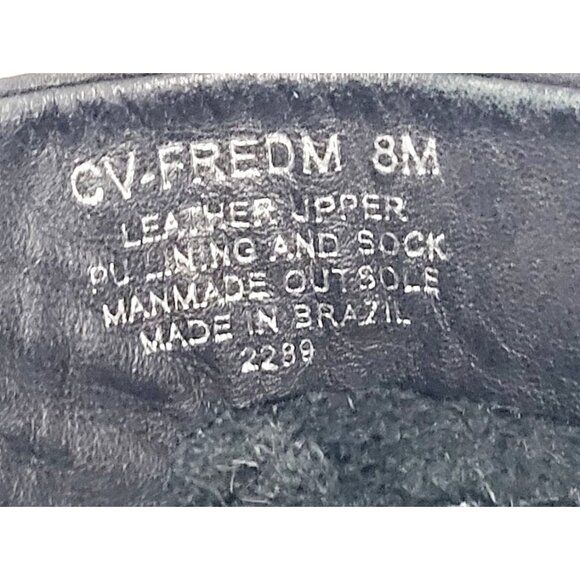 CV-FREDM 8M
LEATHER UPPER
PU LINING AND SOCK
MANMADE OUTSOLE
MADE IN BRAZIL
2289